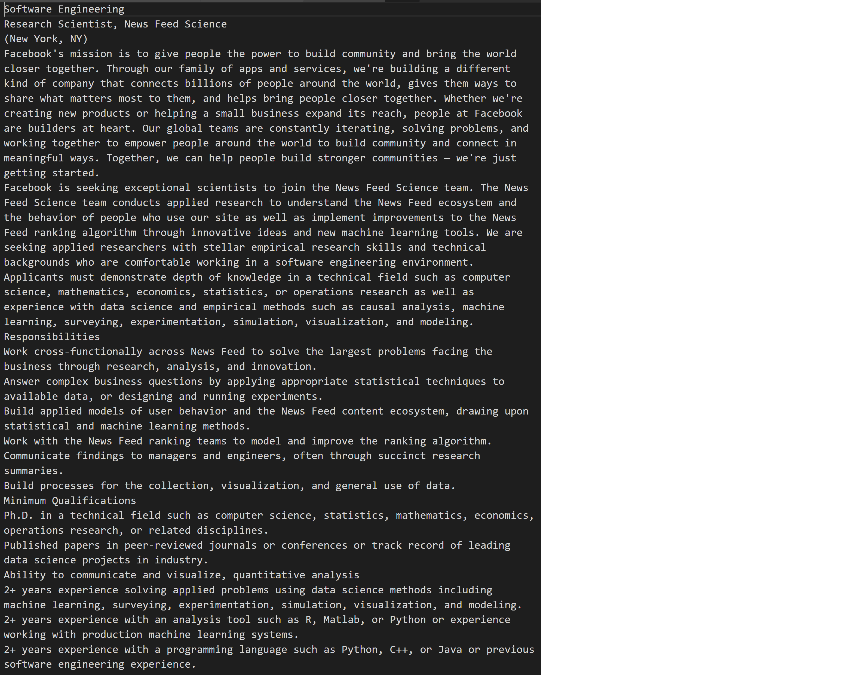 Software Engineering
Research Scientist, News Feed Science
(New York, NY)
Facebook's mission is to give people the power to build community and bring the world
closer together. Through our family of apps and services, we're building a different
kind of company that connects billions of people around the world, gives them ways to
share what matters most to them, and helps bring people closer together. Whether we're
creating new products or helping a small business expand its reach, people at Facebook
are builders at heart. Our global teams are constantly iterating, solving problems, and
working together to empower people around the world to build community and connect in
meaningful ways. Together, we can help people build stronger communities — we're just
getting started.
Facebook is seeking exceptional scientists to join the News Feed Science team. The News
Feed Science team conducts applied research to understand the News Feed ecosystem and
the behavior of people who use our site as well as implement improvements to the News
Feed ranking algorithm through innovative ideas and new machine learning tools. We are
seeking applied researchers with stellar empirical research skills and technical
backgrounds who are comfortable working in a software engineering environment.
Applicants must demonstrate depth of knowledge in a technical field such as computer
science, mathematics, economics, statistics, or operations research as well as
experience with data science and empirical methods such as causal analysis, machine
learning, surveying, experimentation, simulation, visualization, and modeling.
Responsibilities
Work cross-functionally across News Feed to solve the largest problems facing the
business through research, analysis, and innovation.
Answer complex business questions by applying appropriate statistical techniques to
available data, or designing and running experiments.
Build applied models of user behavior and the News Feed content ecosystem, drawing upon
statistical and machine learning methods.
Work with the News Feed ranking teams to model and improve the ranking algorithm.
Communicate findings to managers and engineers, often through succinct research
summaries.
Build processes for the collection, visualization, and general use of data.
Minimum Qualifications
Ph.D. in a technical field such as computer science, statistics, mathematics, economics,
operations research, or related disciplines.
Published papers in peer-reviewed journals or conferences or track record of leading
data science projects in industry.
Ability to communicate and visualize, quantitative analysis
2+ years experience solving applied problems using data science methods including
machine learning, surveying, experimentation, simulation, visualization, and modeling.
2+ years experience with an analysis tool such as R, Matlab, or Python or experience
working with production machine learning systems.
2+ years experience with a programming language such as Python, C++, or Java or previous
software engineering experience.